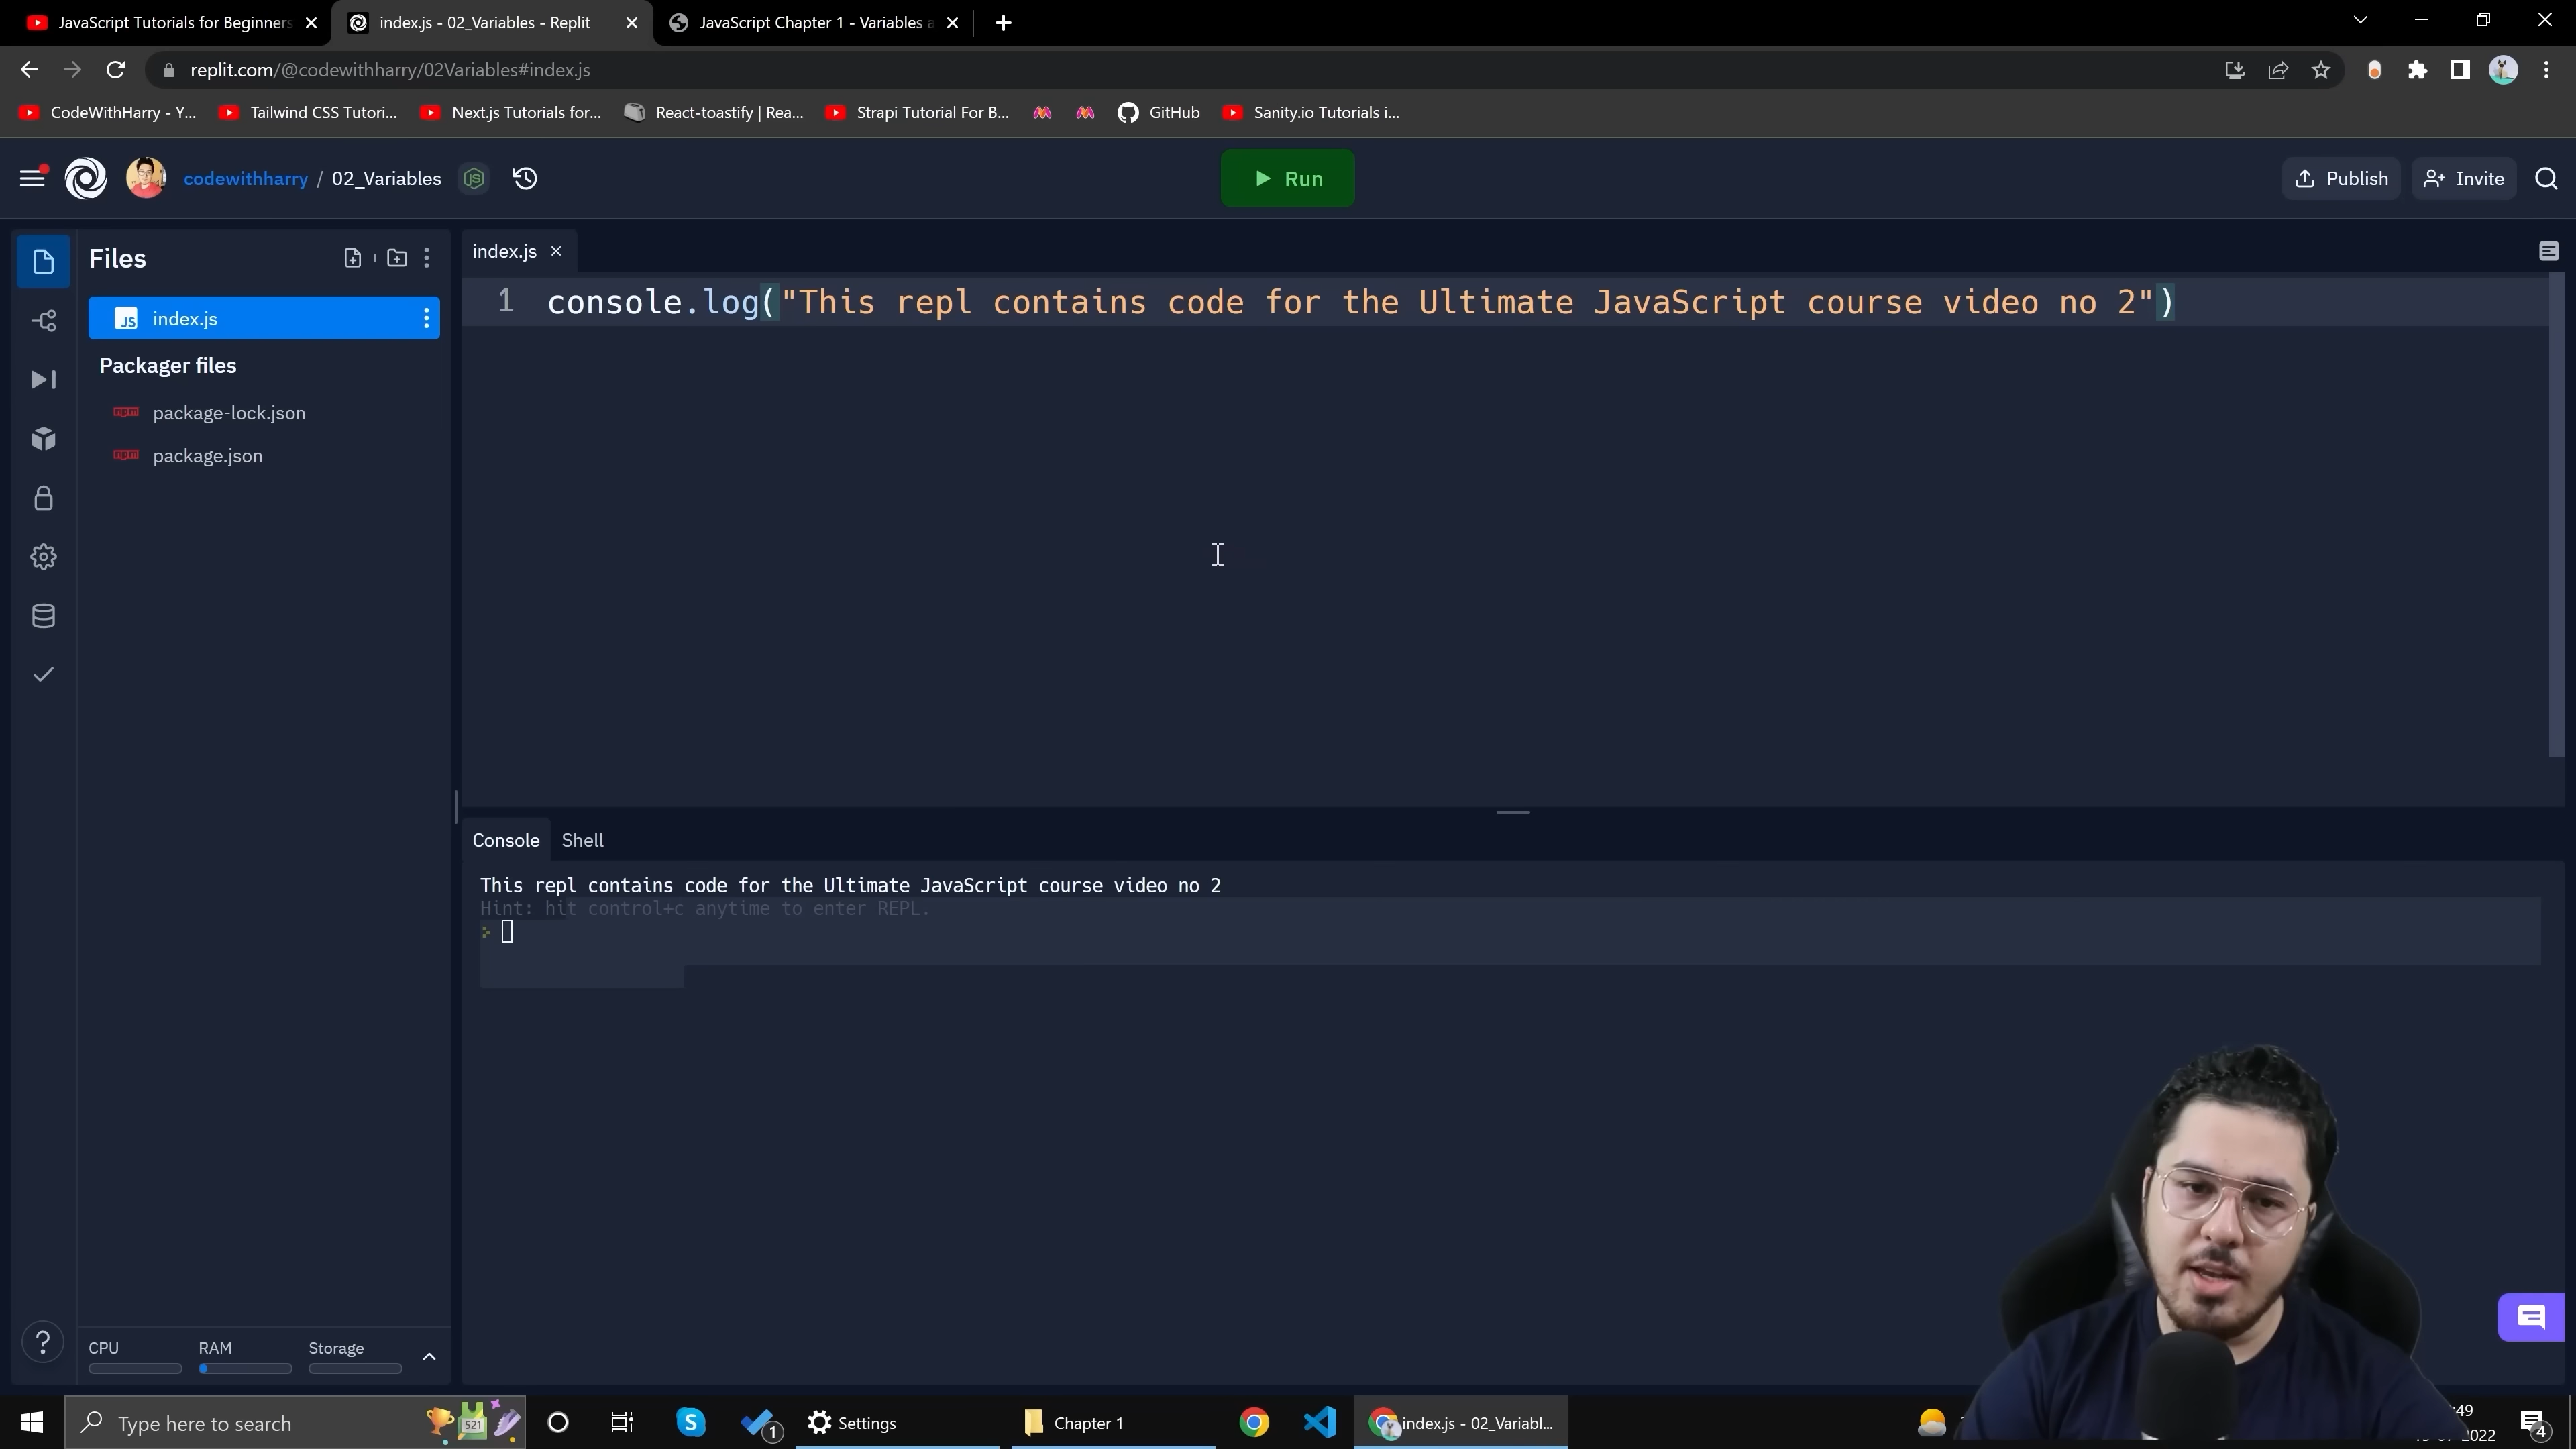 JavaScript Tutorials for Beginners
index.js - 02_Variables - Replit
JavaScript Chapter 1 - Variables a
replit.com/@codewithharry/02Variables#index.js
CodeWithHarry - Y...
Tailwind CSS Tutori...
Next.js Tutorials for...
React-toastify | Rea...
Strapi Tutorial For B...
GitHub
Sanity.io Tutorials i...
codewithharry / 02_Variables
Run
Publish
Invite
Files
index.js
Packager files
package-lock.json
package.json
index.js
1 console.log("This repl contains code for the Ultimate JavaScript course video no 2")
Console
Shell
This repl contains code for the Ultimate JavaScript course video no 2
Hint: hit control+c anytime to enter REPL.
CPU
RAM
Storage
Type here to search
521
1
Settings
Chapter 1
index.js - 02_Variabl...
:49
2022
4